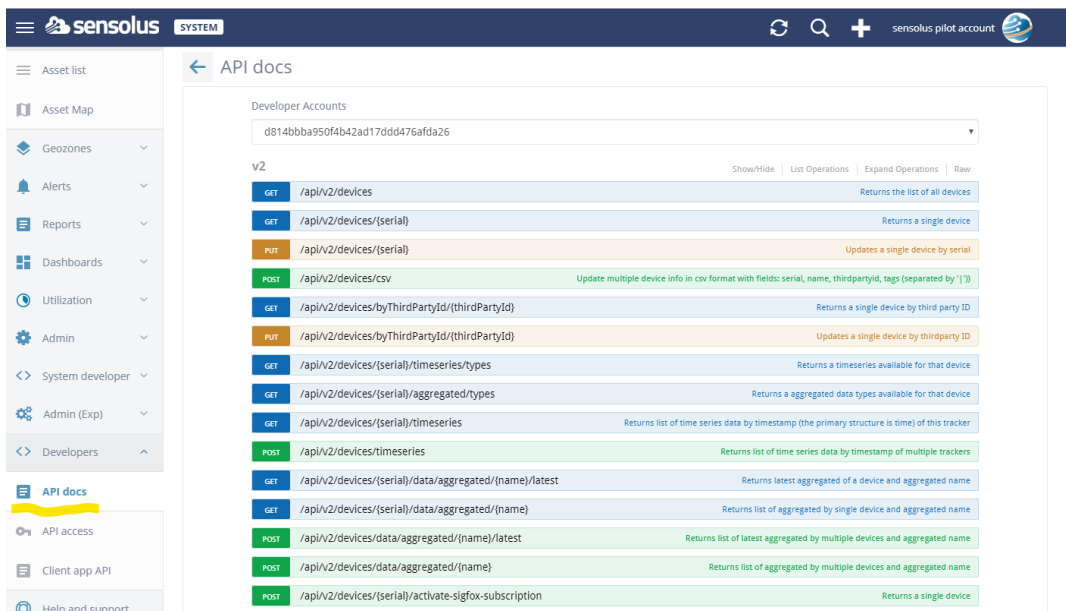 sensolus SYSTEM
sensolus pilot account
Asset list
Asset Map
Geozones
Alerts
Reports
Dashboards
Utilization
Admin
System developer
Admin (Exp)
Developers
API docs
API access
Client app API
Help and support
API docs
Developer Accounts
d814bbba950f4b42ad17ddd476afda26
v2 Show/Hide List Operations Expand Operations Raw
GET /api/v2/devices Returns the list of all devices
GET /api/v2/devices/{serial} Returns a single device
PUT /api/v2/devices/{serial} Updates a single device by serial
POST /api/v2/devices/csv Update multiple device info in csv format with fields: serial, name, thirdpartyid, tags (separated by '|'))
GET /api/v2/devices/byThirdPartyId/{thirdPartyId} Returns a single device by third party ID
PUT /api/v2/devices/byThirdPartyId/{thirdPartyId} Updates a single device by thirdparty ID
GET /api/v2/devices/{serial}/timeseries/types Returns a timeseries available for that device
GET /api/v2/devices/{serial}/aggregated/types Returns a aggregated data types available for that device
GET /api/v2/devices/{serial}/timeseries Returns list of time series data by timestamp (the primary structure is time) of this tracker
POST /api/v2/devices/timeseries Returns list of time series data by timestamp of multiple trackers
GET /api/v2/devices/{serial}/data/aggregated/{name}/latest Returns latest aggregated of a device and aggregated name
GET /api/v2/devices/{serial}/data/aggregated/{name} Returns list of aggregated by single device and aggregated name
POST /api/v2/devices/data/aggregated/{name}/latest Returns list of latest aggregated by multiple devices and aggregated name
POST /api/v2/devices/data/aggregated/{name} Returns list of aggregated by multiple devices and aggregated name
POST /api/v2/devices/{serial}/activate-sigfox-subscription Returns a single device